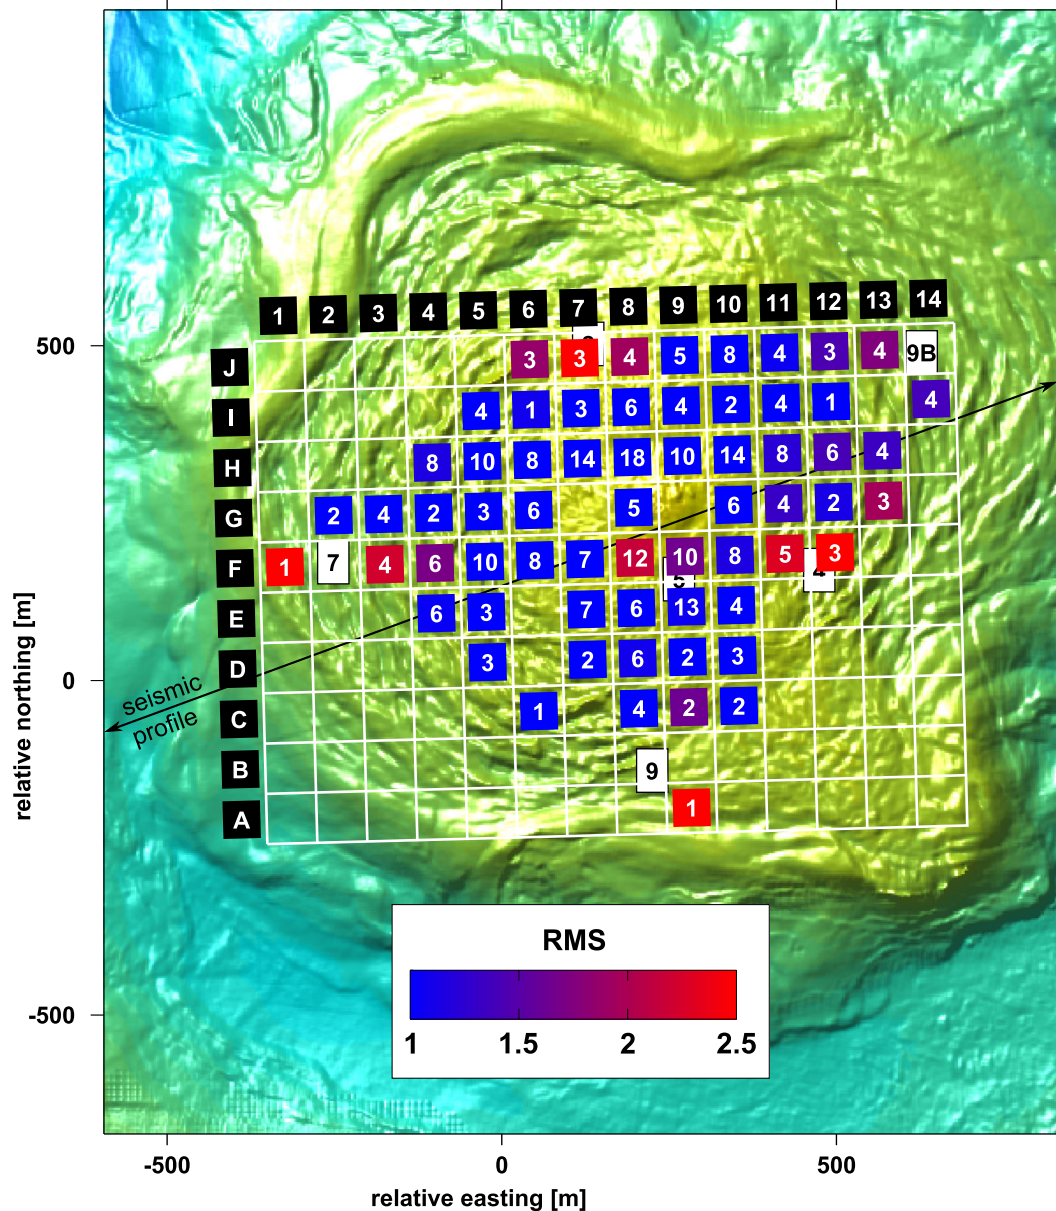 1 2 3 4 5 6 7 8 9 10 11 12 13 14
J 3 3 4 5 8 4 3 4 9B
I 4 1 3 6 4 2 4 1 4
H 8 10 8 14 18 10 14 8 6 4
G 2 4 2 3 6 5 6 4 2 3
F 1 7 4 6 10 8 7 12 10 8 5 3
5 4
E 6 3 7 6 13 4
D 3 2 6 2 3
C 1 4 2 2
B 9
A 1
seismic
profile
500
0
-500
relative northing [m]
RMS
1 1.5 2 2.5
-500 0 500
relative easting [m]